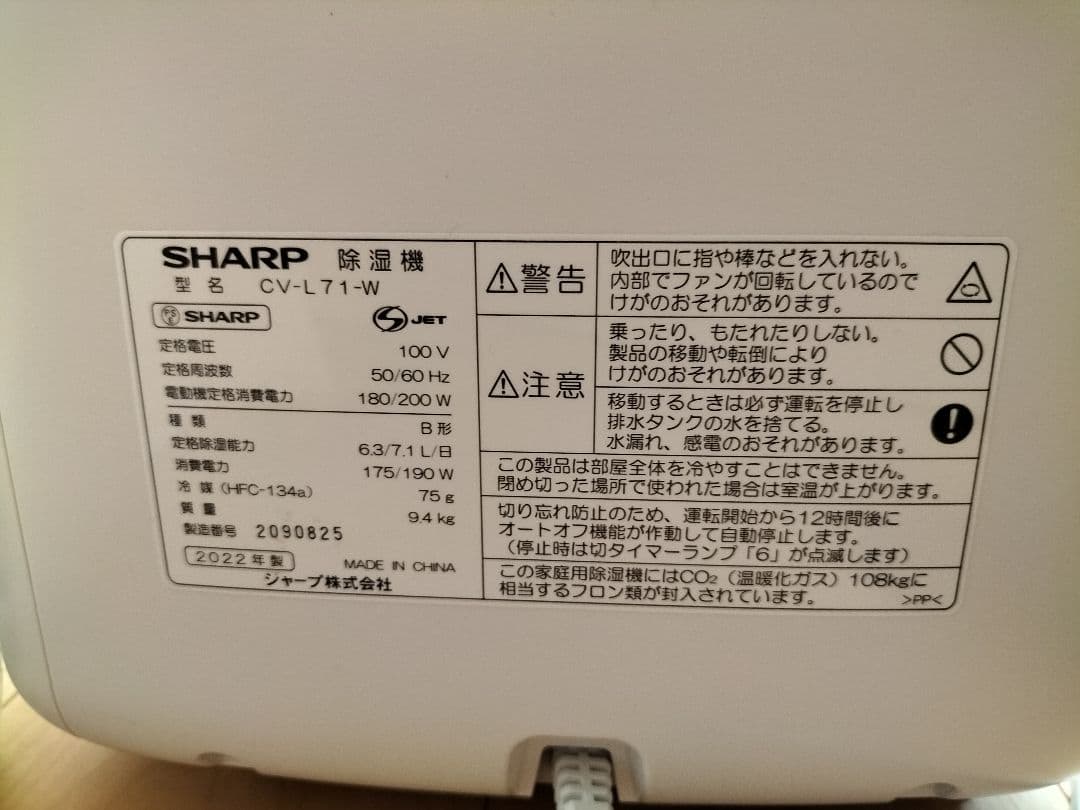 SHARP 除湿機
型名 CV-L71-W
PSE SHARP JET
定格電圧 100V
定格周波数 50/60 Hz
電動機定格消費電力 180/200 W
種類 B形
定格除湿能力 6.3/7.1 L/日
消費電力 175/190 W
冷媒(HFC-134a) 75g
質量 9.4kg
製造番号 2090825
2022年製 MADE IN CHINA
シャープ株式会社
警告
吹出口に指や棒などを入れない。
内部でファンが回転しているので
けがのおそれがあります。
注意
乗ったり、もたれたりしない。
製品の移動や転倒により
けがのおそれがあります。
移動するときは必ず運転を停止し
排水タンクの水を捨てる。
水漏れ、感電のおそれがあります。
この製品は部屋全体を冷やすことはできません。
閉め切った場所で使われた場合は室温が上がります。
切り忘れ防止のため、運転開始から12時間後に
オートオフ機能が作動して自動停止します。
(停止時は切タイマーランプ「6」が点滅します)
この家庭用除湿機にはCO₂(温暖化ガス)108kgに
相当するフロン類が封入されています。
>PP<